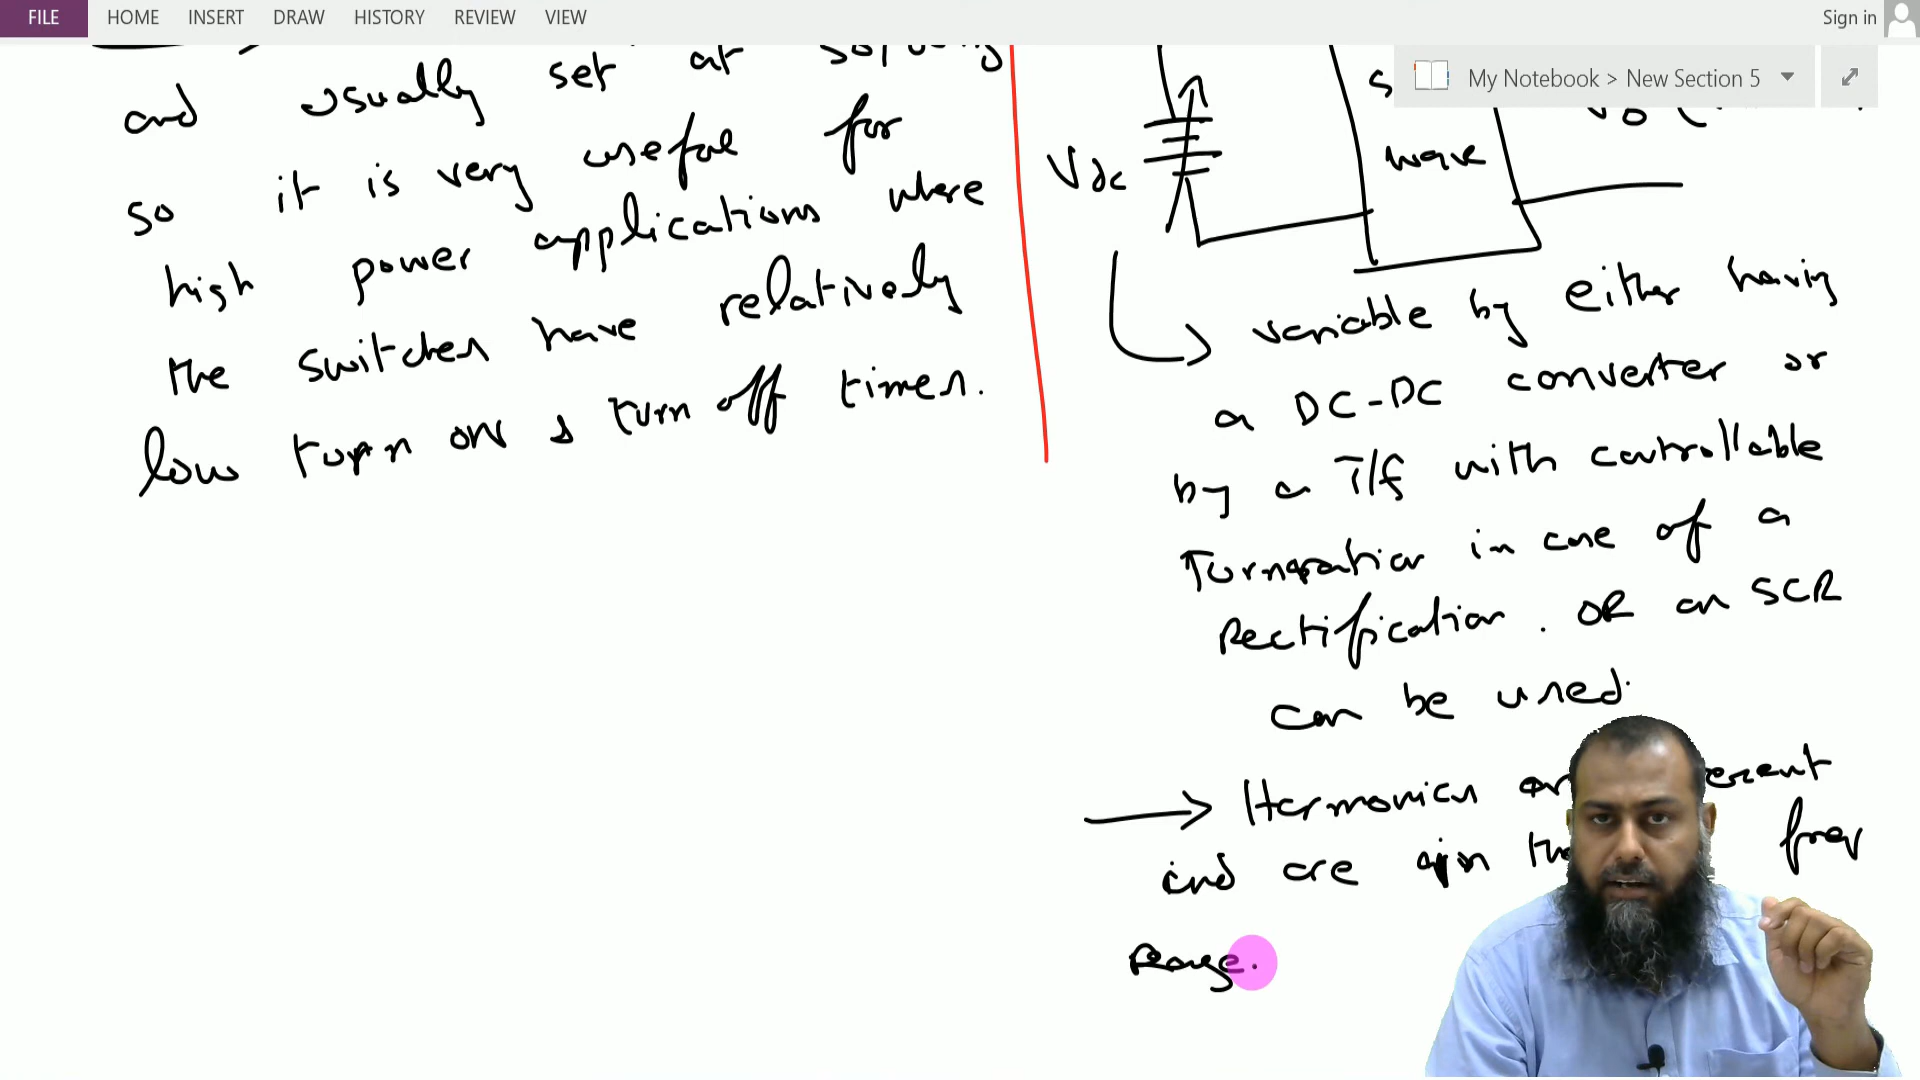 FILE HOME INSERT DRAW HISTORY REVIEW VIEW Sign in
My Notebook > New Section 5
and usually set at
so it is very useful for
high power applications where
the switches have relatively
low turn on & turn off times.
Vdc
wave
variable by either having
a DC-DC converter or
by a T/f with controllable
in case of a
Rectification. OR an SCR
can be used.
Harmonics
and are in freq
Range.